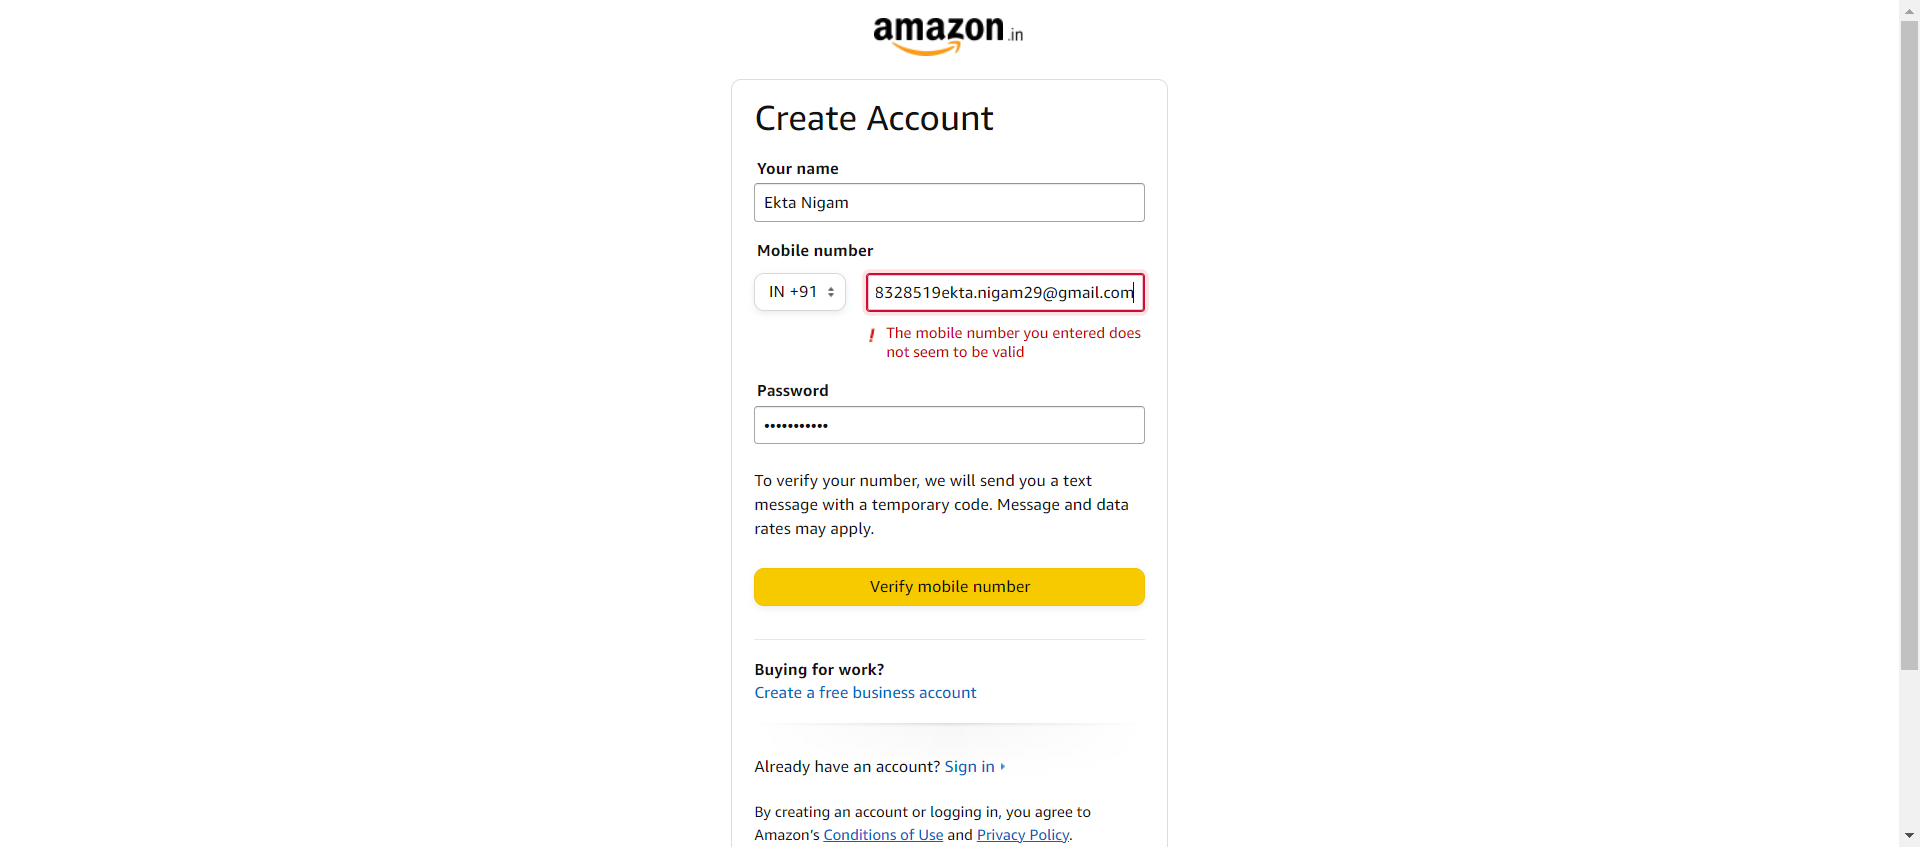 amazon.in
Create Account
Your name
Ekta Nigam
Mobile number
IN +91
8328519ekta.nigam29@gmail.com
! The mobile number you entered does
not seem to be valid
Password
•••••••••••
To verify your number, we will send you a text
message with a temporary code. Message and data
rates may apply.
Verify mobile number
Buying for work?
Create a free business account
Already have an account? Sign in
By creating an account or logging in, you agree to
Amazon’s Conditions of Use and Privacy Policy.